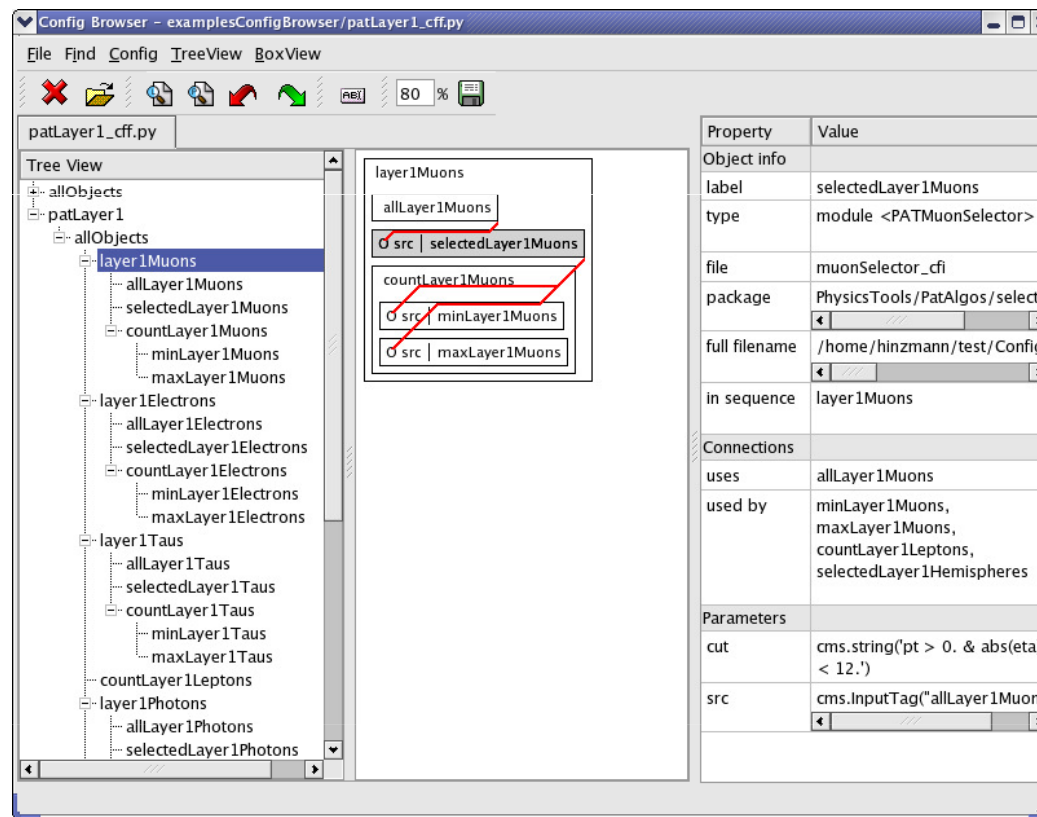 Config Browser - examplesConfigBrowser/patLayer1_cff.py
File Find Config TreeView BoxView
ABI 80 %
patLayer1_cff.py
Tree View
allObjects
patLayer1
allObjects
layer1Muons
allLayer1Muons
selectedLayer1Muons
countLayer1Muons
minLayer1Muons
maxLayer1Muons
layer1Electrons
allLayer1Electrons
selectedLayer1Electrons
countLayer1Electrons
minLayer1Electrons
maxLayer1Electrons
layer1Taus
allLayer1Taus
selectedLayer1Taus
countLayer1Taus
minLayer1Taus
maxLayer1Taus
countLayer1Leptons
layer1Photons
allLayer1Photons
selectedLayer1Photons
layer1Muons
allLayer1Muons
src | selectedLayer1Muons
countLayer1Muons
src | minLayer1Muons
src | maxLayer1Muons
Property Value
Object info
label selectedLayer1Muons
type module <PATMuonSelector>
file muonSelector_cfi
package PhysicsTools/PatAlgos/select
full filename /home/hinzmann/test/Config
in sequence layer1Muons
Connections
uses allLayer1Muons
used by minLayer1Muons,
maxLayer1Muons,
countLayer1Leptons,
selectedLayer1Hemispheres
Parameters
cut cms.string('pt > 0. & abs(eta
< 12.')
src cms.InputTag("allLayer1Muon